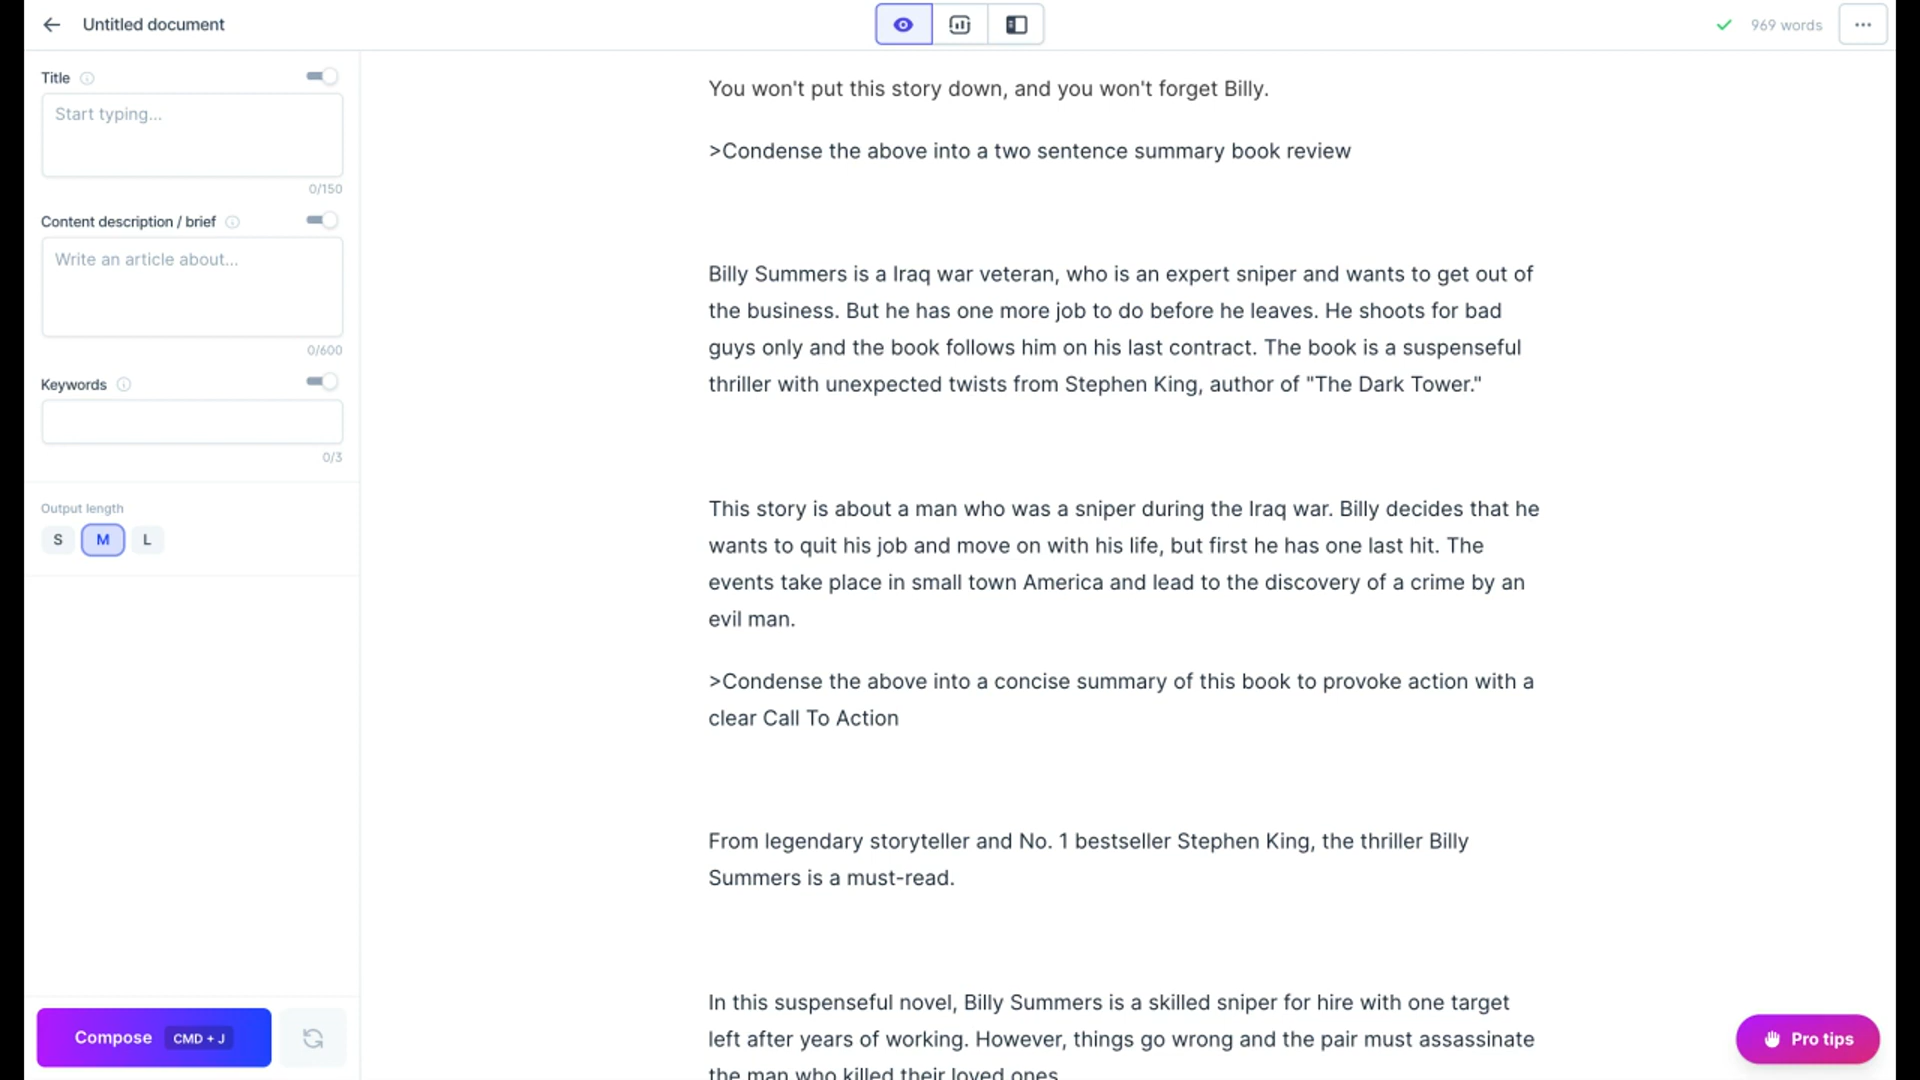 Untitled document
969 words
Title
Start typing...
0/150
Content description / brief
Write an article about...
0/600
Keywords
0/3
Output length
S M L
Compose CMD + J
You won't put this story down, and you won't forget Billy.
>Condense the above into a two sentence summary book review
Billy Summers is a Iraq war veteran, who is an expert sniper and wants to get out of
the business. But he has one more job to do before he leaves. He shoots for bad
guys only and the book follows him on his last contract. The book is a suspenseful
thriller with unexpected twists from Stephen King, author of "The Dark Tower."
This story is about a man who was a sniper during the Iraq war. Billy decides that he
wants to quit his job and move on with his life, but first he has one last hit. The
events take place in small town America and lead to the discovery of a crime by an
evil man.
>Condense the above into a concise summary of this book to provoke action with a
clear Call To Action
From legendary storyteller and No. 1 bestseller Stephen King, the thriller Billy
Summers is a must-read.
In this suspenseful novel, Billy Summers is a skilled sniper for hire with one target
left after years of working. However, things go wrong and the pair must assassinate
the man who killed their loved ones.
Pro tips